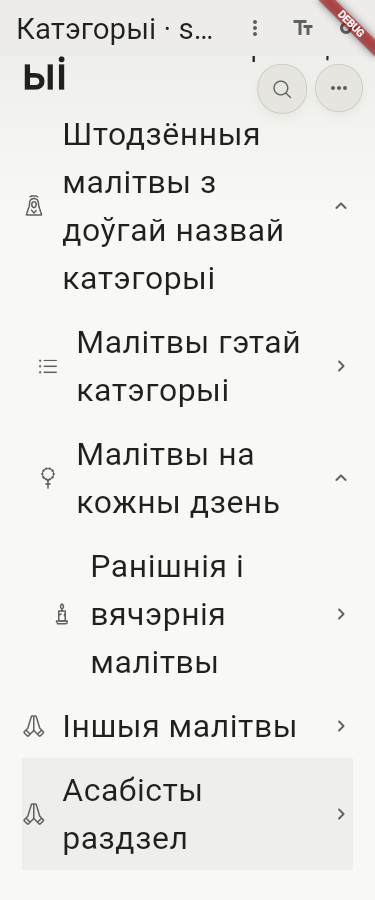 Катэгорыі · s...
DEBUG
ыі
Штодзённыя
малітвы з
доўгай назвай
катэгорыі
Малітвы гэтай
катэгорыі
Малітвы на
кожны дзень
Ранішнія і
вячэрнія
малітвы
Іншыя малітвы
Асабісты
раздзел